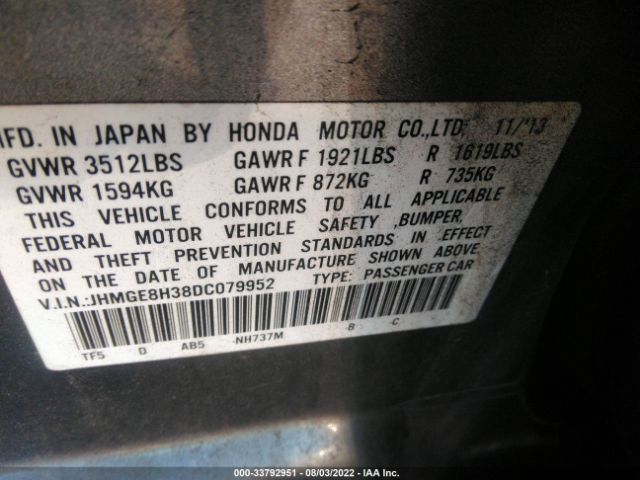 MFD. IN JAPAN BY HONDA MOTOR CO.,LTD. 11/'13
GVWR 3512LBS GAWR F 1921LBS R 1619LBS
GVWR 1594KG GAWR F 872KG R 735KG
THIS VEHICLE CONFORMS TO ALL APPLICABLE
FEDERAL MOTOR VEHICLE SAFETY ,BUMPER,
AND THEFT PREVENTION STANDARDS IN EFFECT
ON THE DATE OF MANUFACTURE SHOWN ABOVE
V.I.N.:JHMGE8H38DC079952 TYPE: PASSENGER CAR
TF5 D AB5 NH737M B C
000-33792951 - 08/03/2022 - IAA Inc.